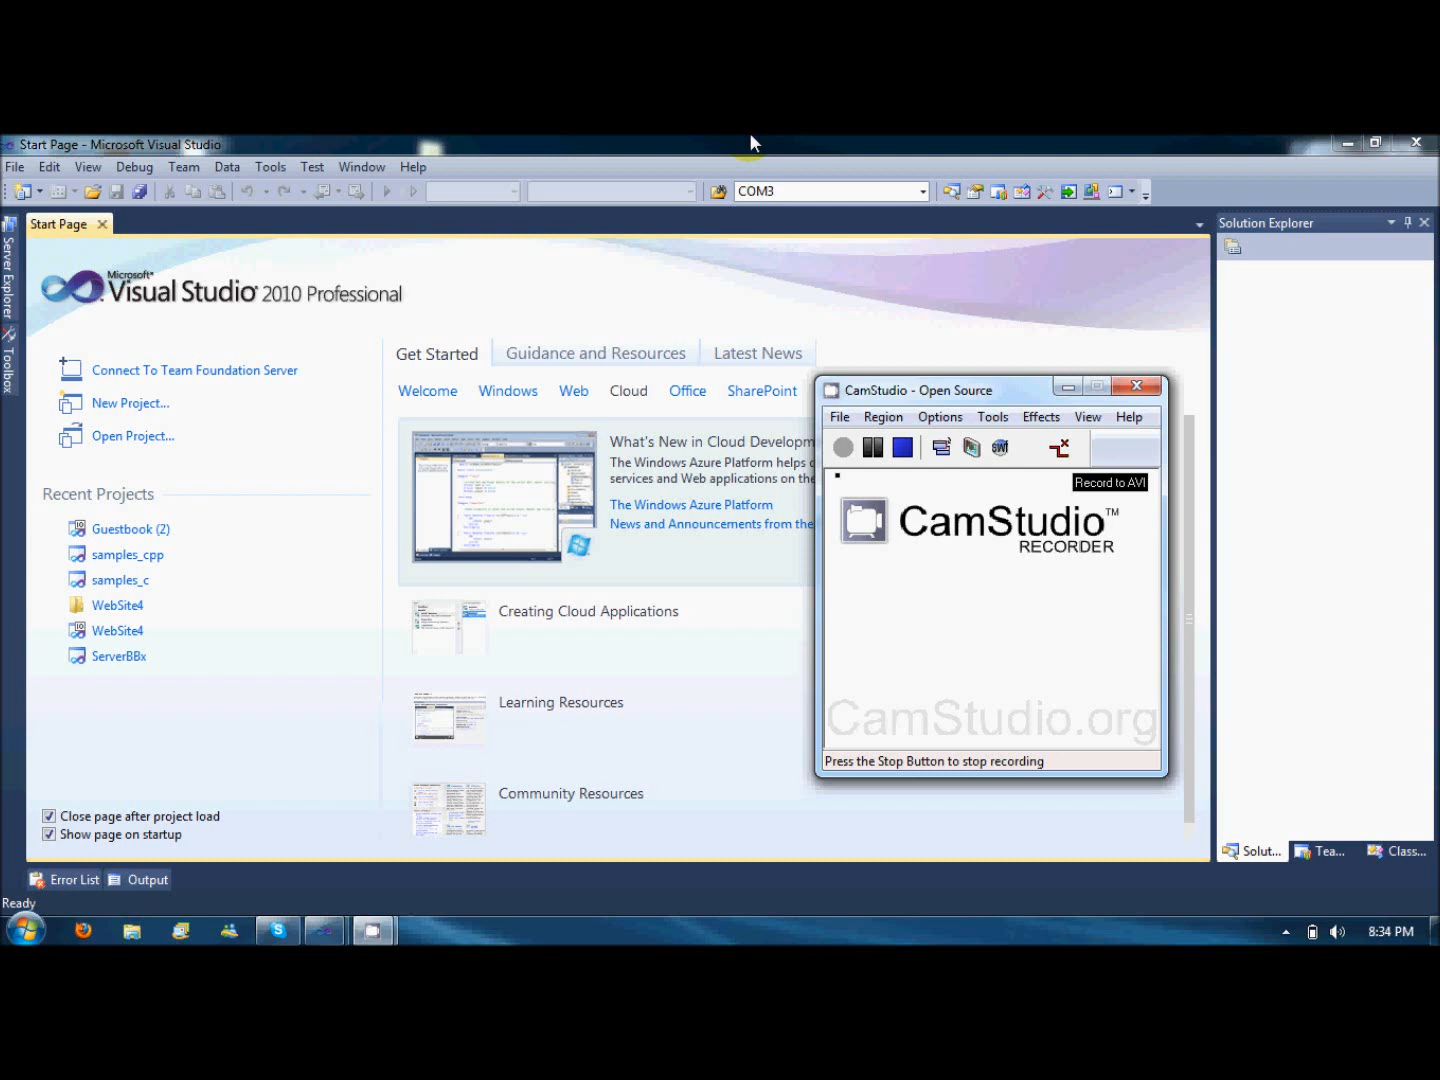 Start Page - Microsoft Visual Studio
File Edit View Debug Team Data Tools Test Window Help
COM3
Server Explorer
Toolbox
Start Page
Solution Explorer
Microsoft
Visual Studio 2010 Professional
Connect To Team Foundation Server
New Project...
Open Project...
Recent Projects
Guestbook (2)
samples_cpp
samples_c
WebSite4
WebSite4
ServerBBx
Close page after project load
Show page on startup
Get Started
Guidance and Resources
Latest News
Welcome Windows Web Cloud Office SharePoint
What's New in Cloud Developm
The Windows Azure Platform helps
services and Web applications on the
The Windows Azure Platform
News and Announcements from the
Creating Cloud Applications
Learning Resources
Community Resources
CamStudio - Open Source
File Region Options Tools Effects View Help
SWF
Record to AVI
CamStudio™
RECORDER
CamStudio.org
Press the Stop Button to stop recording
Solut... Tea... Class...
Error List Output
Ready
8:34 PM